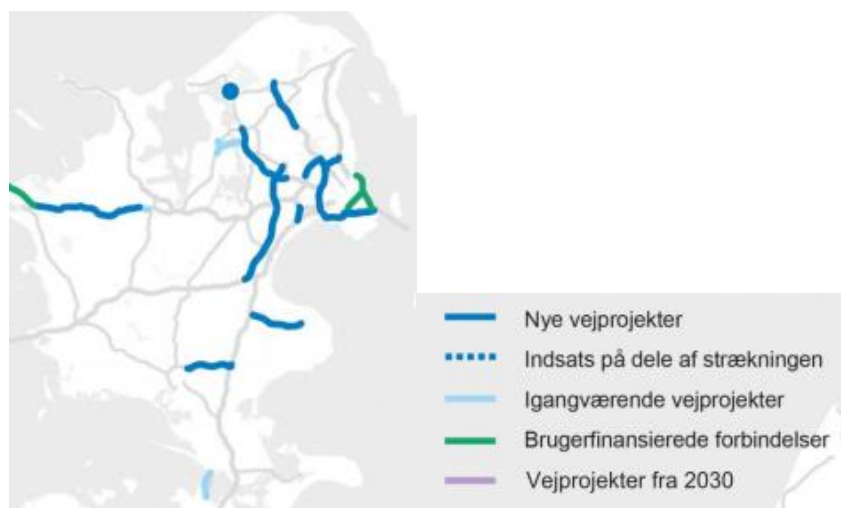 Nye vejprojekter
Indsats på dele af strækningen
Igangværende vejprojekter
Brugerfinansierede forbindelser
Vejprojekter fra 2030